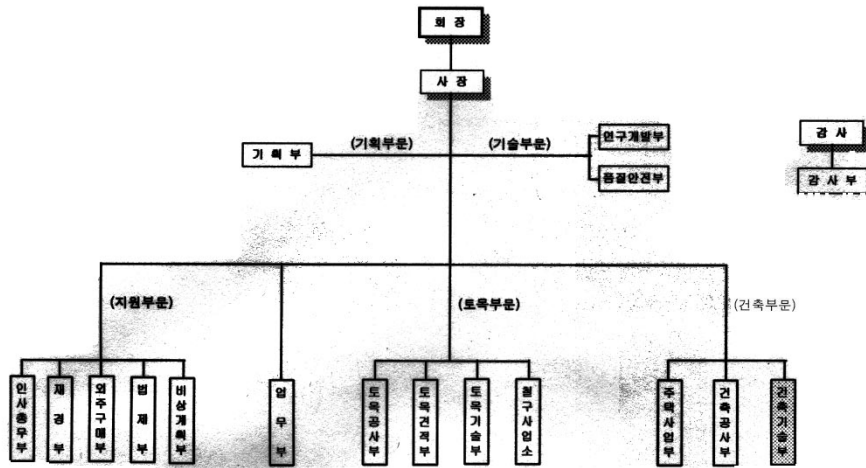 회 장
사 장
(기획부문)
(기술부문)
기 획 부
연구개발부
품질안전부
감 사
감 사 부
(지원부문)
(토목부문)
(건축부문)
인사총무부
재경부
외주구매부
법제부
비상계획부
업무부
토목공사부
토목견적부
토목기술부
철구사업소
주택사업부
건축공사부
건축기술부